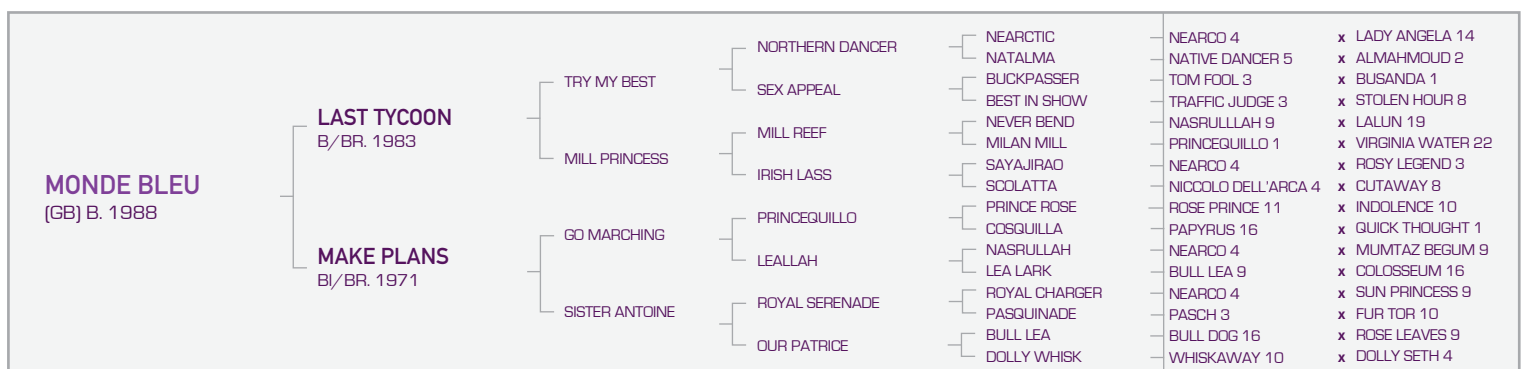 MONDE BLEU
(GB) B. 1988
LAST TYCOON
B/BR. 1983
MAKE PLANS
BI/BR. 1971
TRY MY BEST
MILL PRINCESS
GO MARCHING
SISTER ANTOINE
NORTHERN DANCER
SEX APPEAL
MILL REEF
IRISH LASS
PRINCEQUILLO
LEALLAH
ROYAL SERENADE
OUR PATRICE
NEARCTIC
NATALMA
BUCKPASSER
BEST IN SHOW
NEVER BEND
MILAN MILL
SAYAJIRAO
SCOLATTA
PRINCE ROSE
COSQUILLA
NASRULLAH
LEA LARK
ROYAL CHARGER
PASQUINADE
BULL LEA
DOLLY WHISK
NEARCO 4 x LADY ANGELA 14
NATIVE DANCER 5 x ALMAHMOUD 2
TOM FOOL 3 x BUSANDA 1
TRAFFIC JUDGE 3 x STOLEN HOUR 8
NASRULLLAH 9 x LALUN 19
PRINCEQUILLO 1 x VIRGINIA WATER 22
NEARCO 4 x ROSY LEGEND 3
NICCOLO DELL'ARCA 4 x CUTAWAY 8
ROSE PRINCE 11 x INDOLENCE 10
PAPYRUS 16 x QUICK THOUGHT 1
NEARCO 4 x MUMTAZ BEGUM 9
BULL LEA 9 x COLOSSEUM 16
NEARCO 4 x SUN PRINCESS 9
PASCH 3 x FUR TOR 10
BULL DOG 16 x ROSE LEAVES 9
WHISKAWAY 10 x DOLLY SETH 4